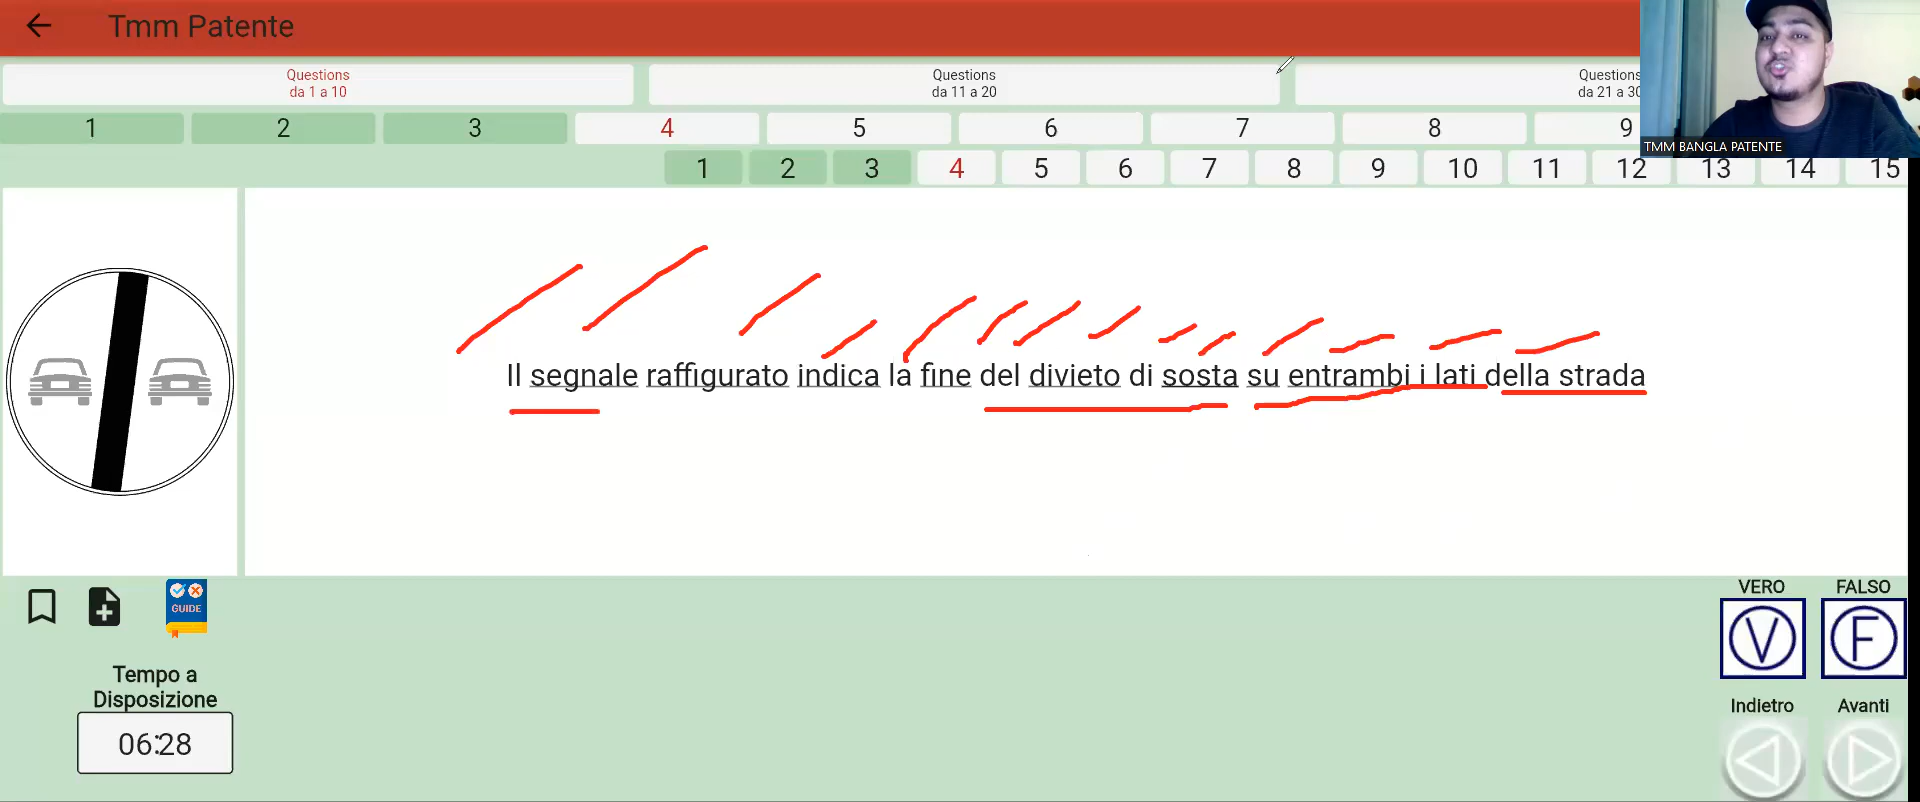 Tmm Patente
Questions
da 1 a 10
Questions
da 11 a 20
Questions
da 21 a 30
1 2 3 4 5 6 7 8 9
1 2 3 4 5 6 7 8 9 10 11 12 13 14 15
TMM BANGLA PATENTE
Il segnale raffigurato indica la fine del divieto di sosta su entrambi i lati della strada
GUIDE
VERO FALSO
V F
Tempo a
Disposizione
06:28
Indietro Avanti